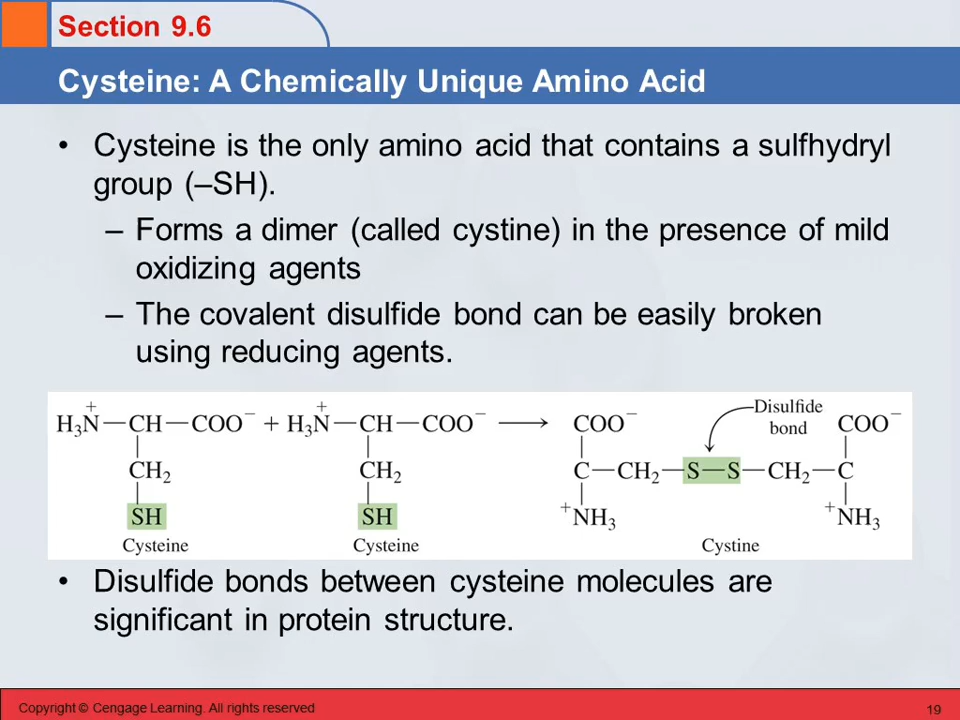 Section 9.6
Cysteine: A Chemically Unique Amino Acid
• Cysteine is the only amino acid that contains a sulfhydryl
group (–SH).
– Forms a dimer (called cystine) in the presence of mild
oxidizing agents
– The covalent disulfide bond can be easily broken
using reducing agents.
H₃N⁺—CH—COO⁻ + H₃N⁺—CH—COO⁻ ⟶ COO⁻ Disulfide bond COO⁻
CH₂ CH₂ C—CH₂—S—S—CH₂—C
SH SH ⁺NH₃ ⁺NH₃
Cysteine Cysteine Cystine
• Disulfide bonds between cysteine molecules are
significant in protein structure.
Copyright © Cengage Learning. All rights reserved 19